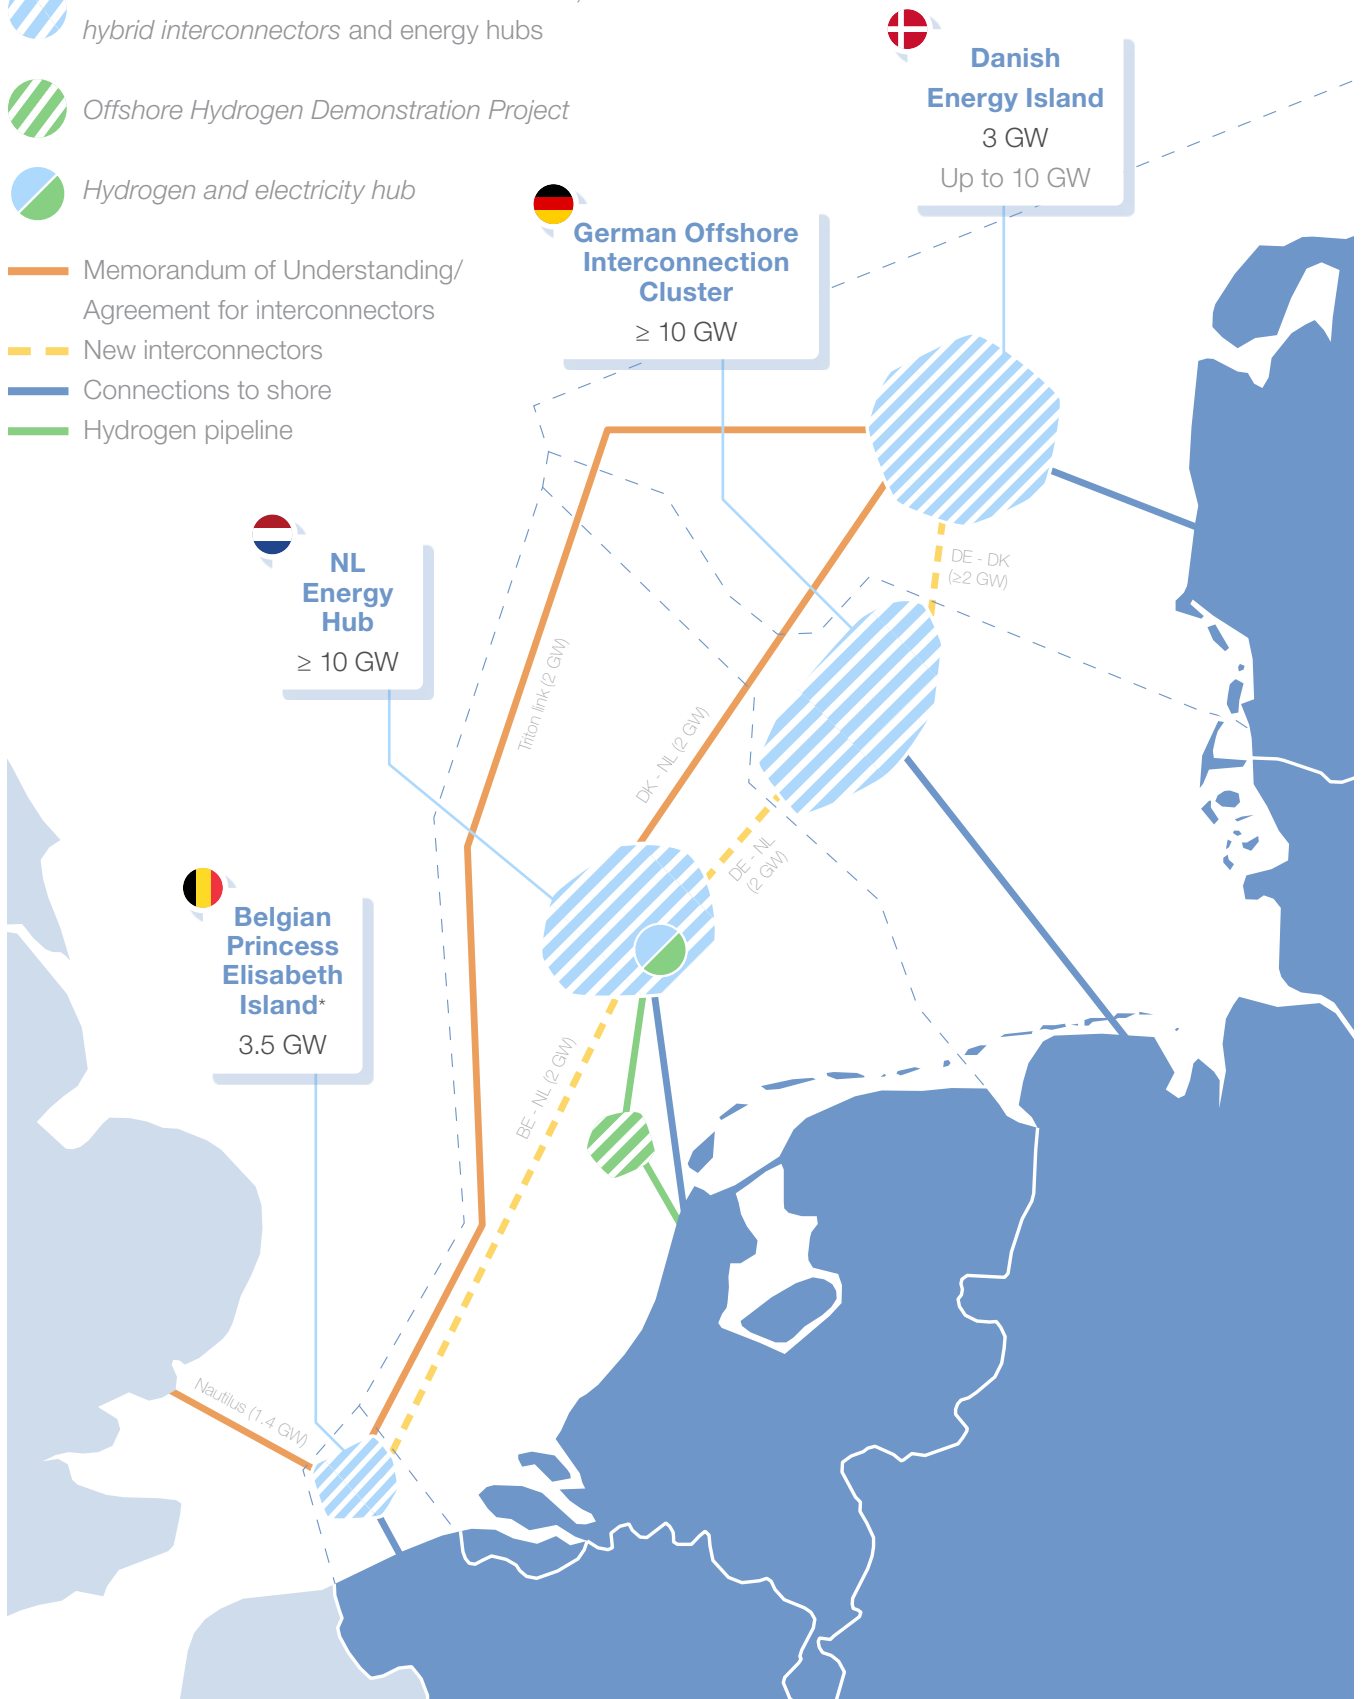 hybrid interconnectors and energy hubs
Offshore Hydrogen Demonstration Project
Hydrogen and electricity hub
Memorandum of Understanding/
Agreement for interconnectors
New interconnectors
Connections to shore
Hydrogen pipeline
Danish
Energy Island
3 GW
Up to 10 GW
German Offshore
Interconnection
Cluster
≥ 10 GW
NL
Energy
Hub
≥ 10 GW
Belgian
Princess
Elisabeth
Island*
3.5 GW
DE - DK
(≥2 GW)
Triton link (2 GW)
DK - NL (2 GW)
DE - NL
(2 GW)
BE - NL (2 GW)
Nautilus (1.4 GW)